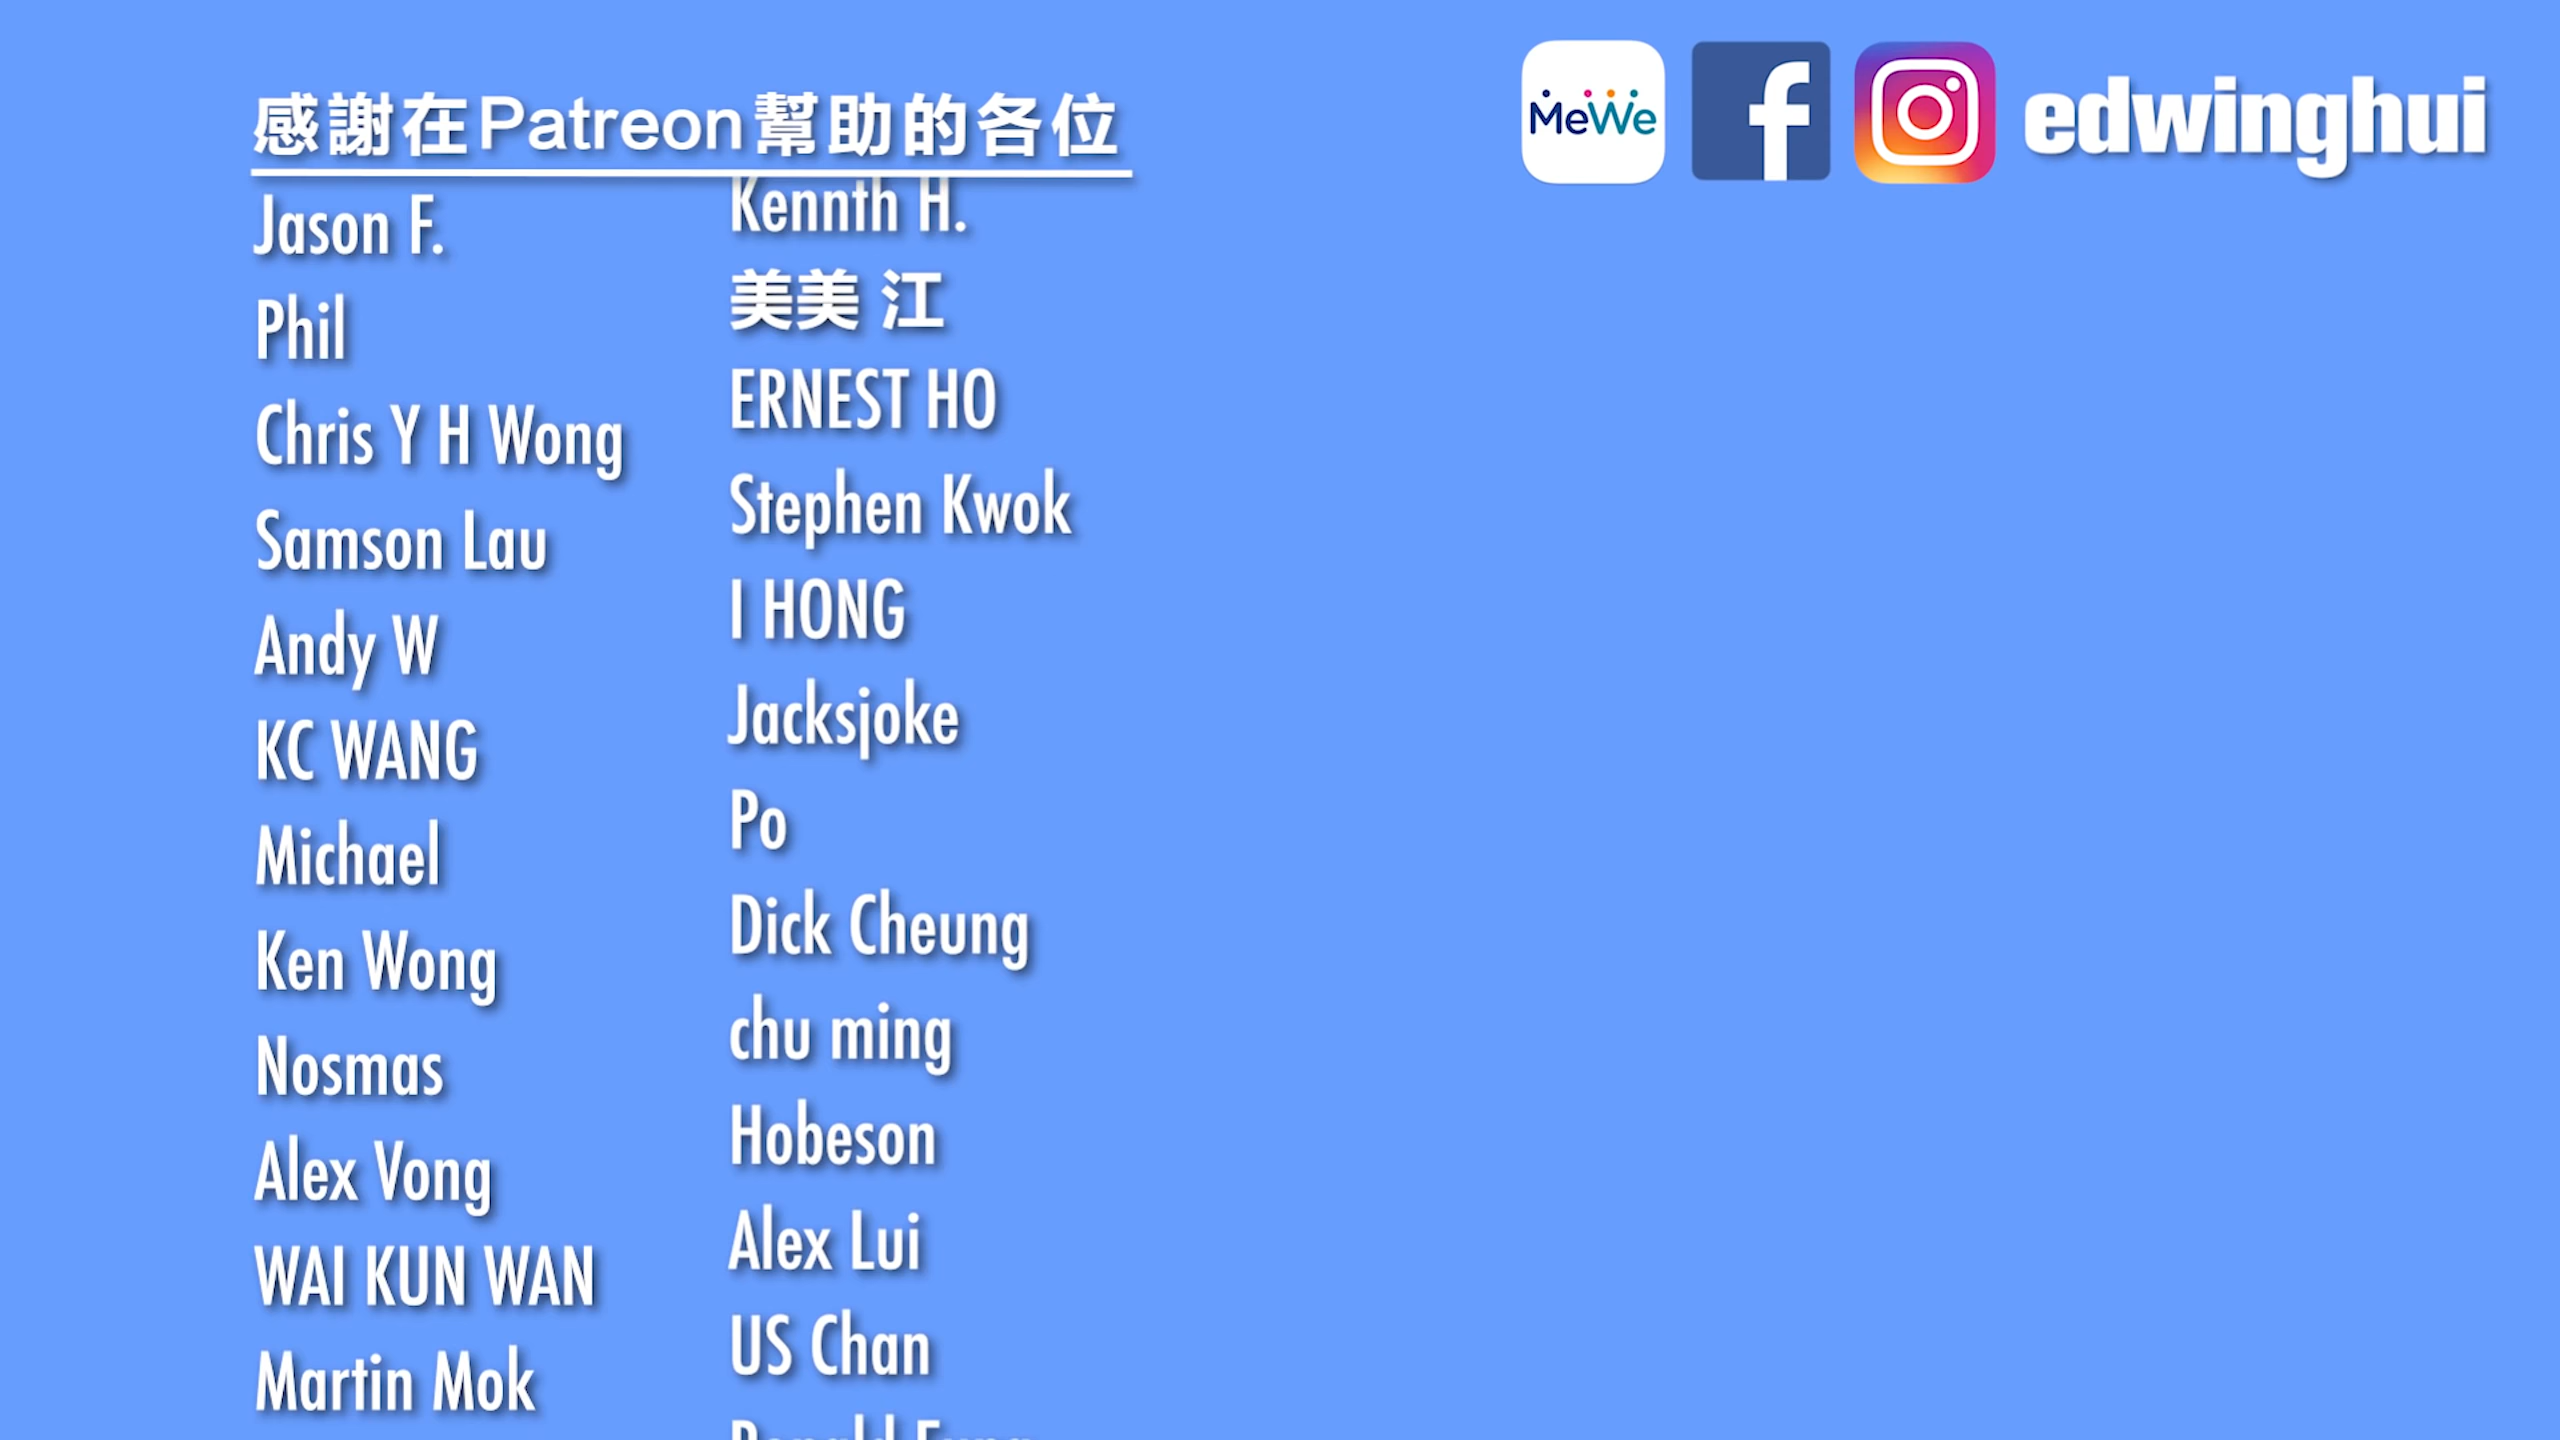 感謝在Patreon幫助的各位
Jason F.
Phil
Chris Y H Wong
Samson Lau
Andy W
KC WANG
Michael
Ken Wong
Nosmas
Alex Vong
WAI KUN WAN
Martin Mok
Kennth H.
美美 江
ERNEST HO
Stephen Kwok
I HONG
Jacksjoke
Po
Dick Cheung
chu ming
Hobeson
Alex Lui
US Chan
MeWe
edwinghui